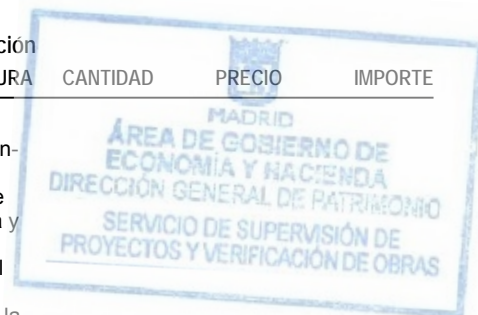 ción
URA CANTIDAD PRECIO IMPORTE
MADRID
ÁREA DE GOBIERNO DE
ECONOMÍA Y HACIENDA
DIRECCIÓN GENERAL DE PATRIMONIO
SERVICIO DE SUPERVISIÓN DE
PROYECTOS Y VERIFICACIÓN DE OBRAS
n-
e
a y
l
la